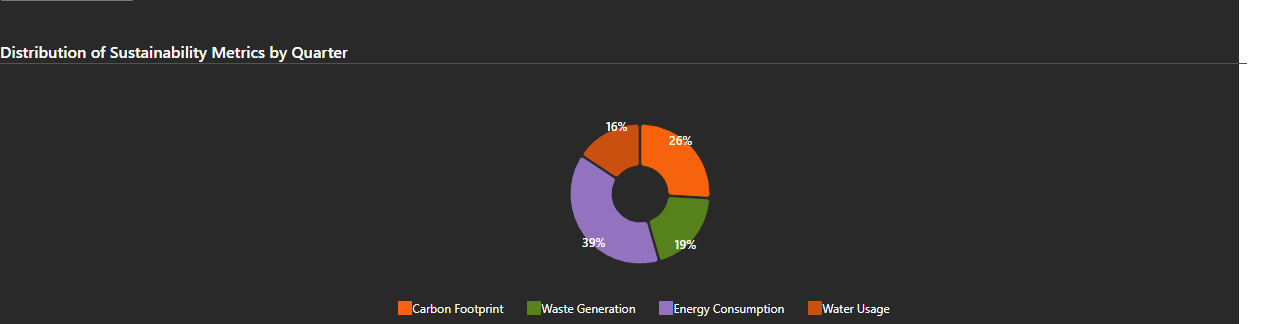 Distribution of Sustainability Metrics by Quarter
16%
26%
39%
19%
Carbon Footprint Waste Generation Energy Consumption Water Usage